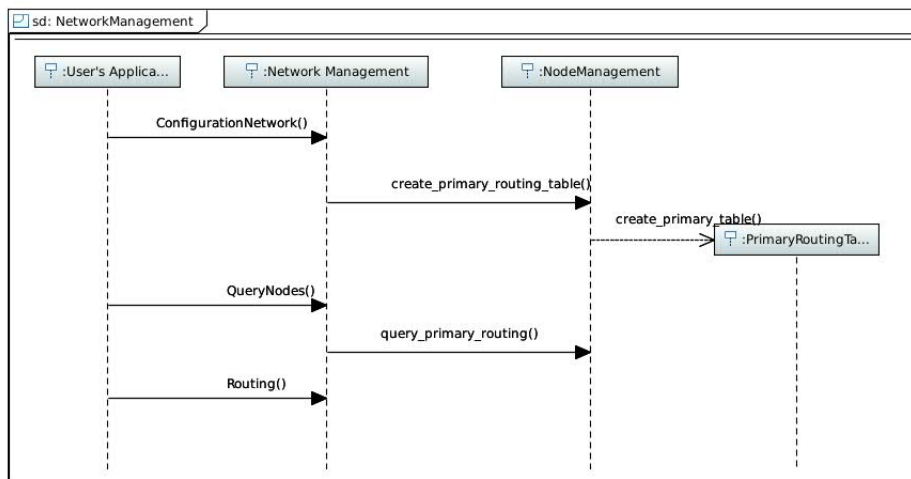 sd: NetworkManagement
:User's Applica...
:Network Management
:NodeManagement
ConfigurationNetwork()
create_primary_routing_table()
create_primary_table()
:PrimaryRoutingTa...
QueryNodes()
query_primary_routing()
Routing()